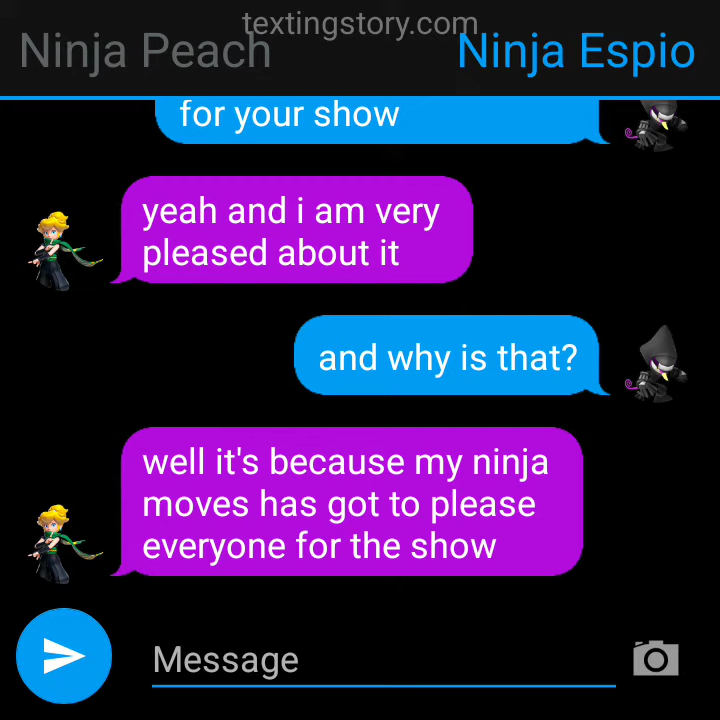 textingstory.com
Ninja Peach
Ninja Espio
for your show
yeah and i am very
pleased about it
and why is that?
well it's because my ninja
moves has got to please
everyone for the show
Message